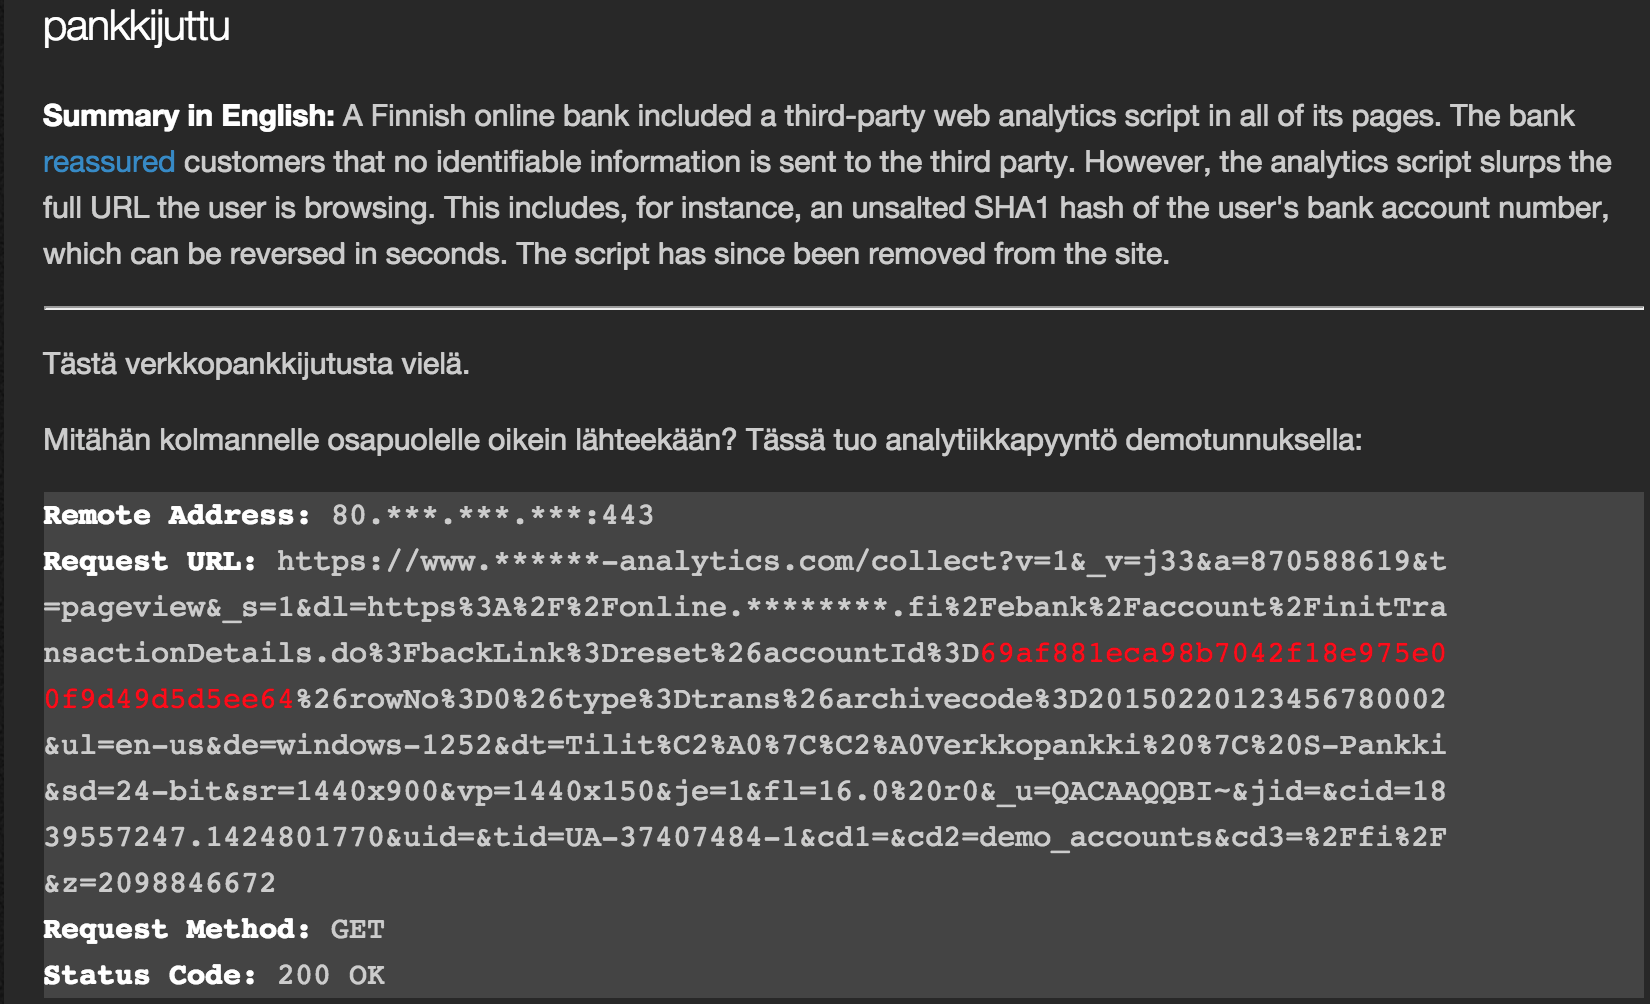 pankkijuttu
Summary in English: A Finnish online bank included a third-party web analytics script in all of its pages. The bank
reassured customers that no identifiable information is sent to the third party. However, the analytics script slurps the
full URL the user is browsing. This includes, for instance, an unsalted SHA1 hash of the user's bank account number,
which can be reversed in seconds. The script has since been removed from the site.
Tästä verkkopankkijutusta vielä.
Mitähän kolmannelle osapuolelle oikein lähteekään? Tässä tuo analytiikkapyyntö demotunnuksella:
Remote Address: 80.***.***.***:443
Request URL: https://www.******-analytics.com/collect?v=1&_v=j33&a=870588619&t
=pageview&_s=1&dl=https%3A%2F%2Fonline.********.fi%2Febank%2Faccount%2FinitTra
nsactionDetails.do%3FbackLink%3Dreset%26accountId%3D69af881eca98b7042f18e975e0
0f9d49d5d5ee64%26rowNo%3D0%26type%3Dtrans%26archivecode%3D20150220123456780002
&ul=en-us&de=windows-1252&dt=Tilit%C2%A0%7C%C2%A0Verkkopankki%20%7C%20S-Pankki
&sd=24-bit&sr=1440x900&vp=1440x150&je=1&fl=16.0%20r0&_u=QACAAQQBI~&jid=&cid=18
39557247.1424801770&uid=&tid=UA-37407484-1&cd1=&cd2=demo_accounts&cd3=%2Ffi%2F
&z=2098846672
Request Method: GET
Status Code: 200 OK